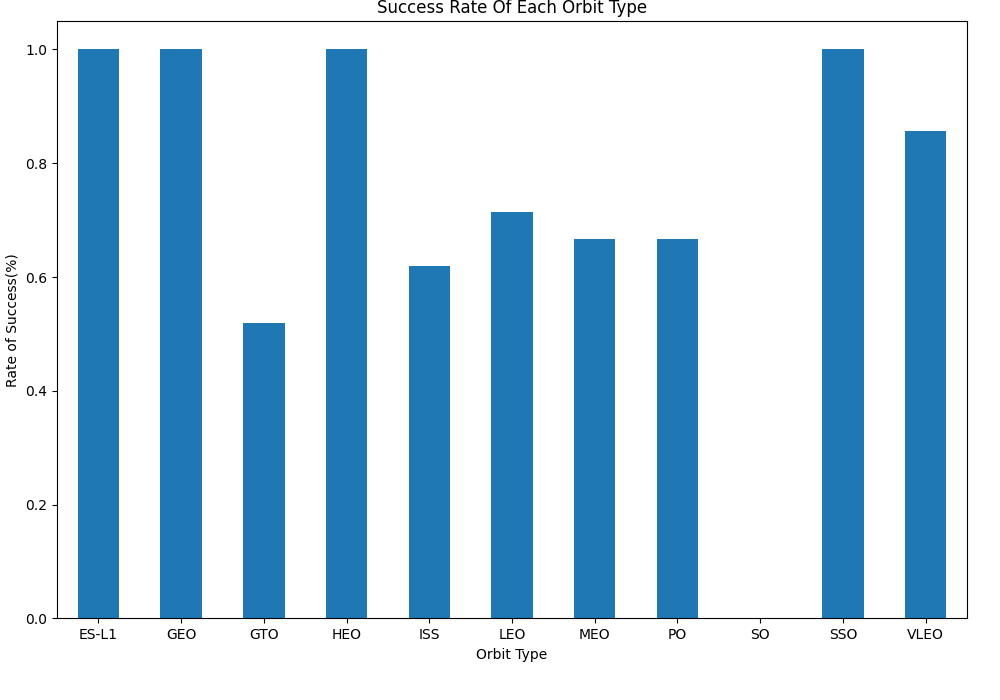 Success Rate Of Each Orbit Type
Rate of Success(%)
1.0
0.8
0.6
0.4
0.2
0.0
ES-L1 GEO GTO HEO ISS LEO MEO PO SO SSO VLEO
Orbit Type